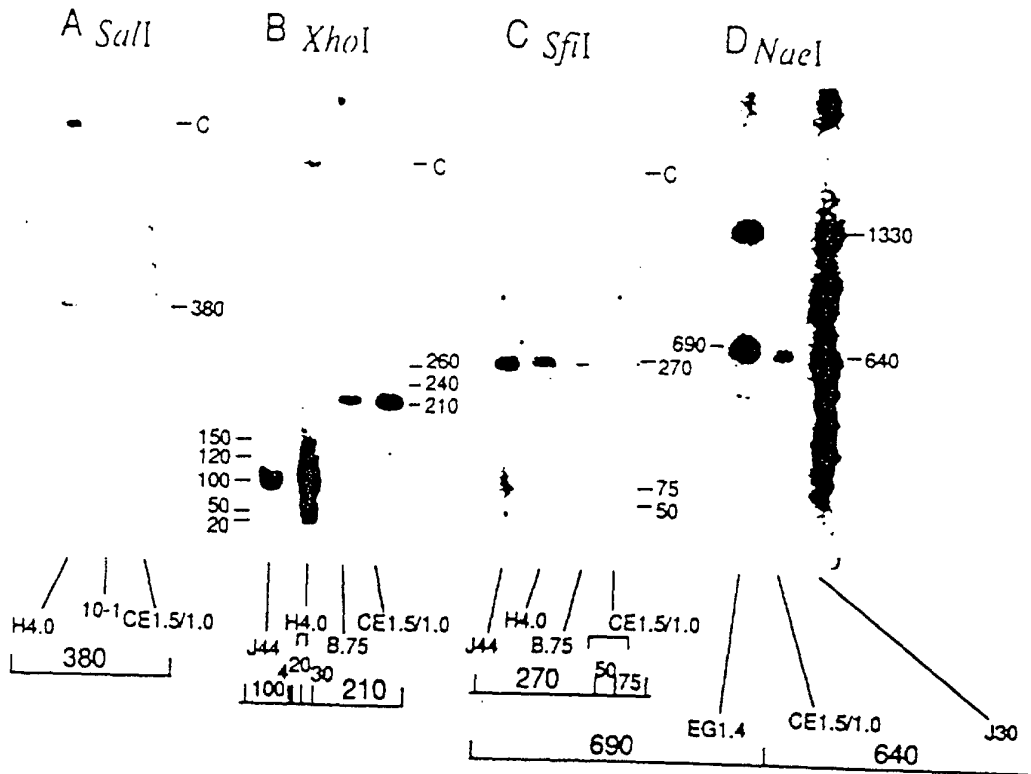 A SalI
B XhoI
C SfiI
D NaeI
C
C
C
1330
380
690
640
260
240
210
270
150
120
100
50
20
75
50
H4.0
10-1
CE1.5/1.0
380
J44
H4.0
B.75
CE1.5/1.0
100
4
20
30
210
J44
H4.0
B.75
CE1.5/1.0
270
50
75
EG1.4
CE1.5/1.0
J30
690
640